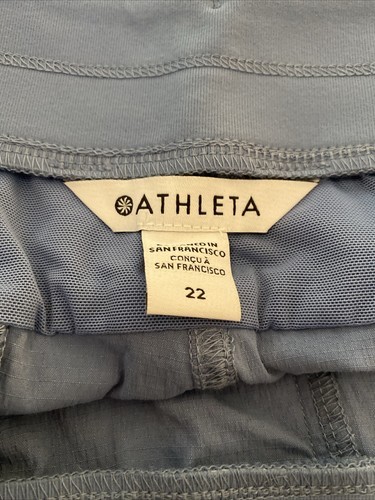 ATHLETA
SAN FRANCISCO
CONÇU À
SAN FRANCISCO
22